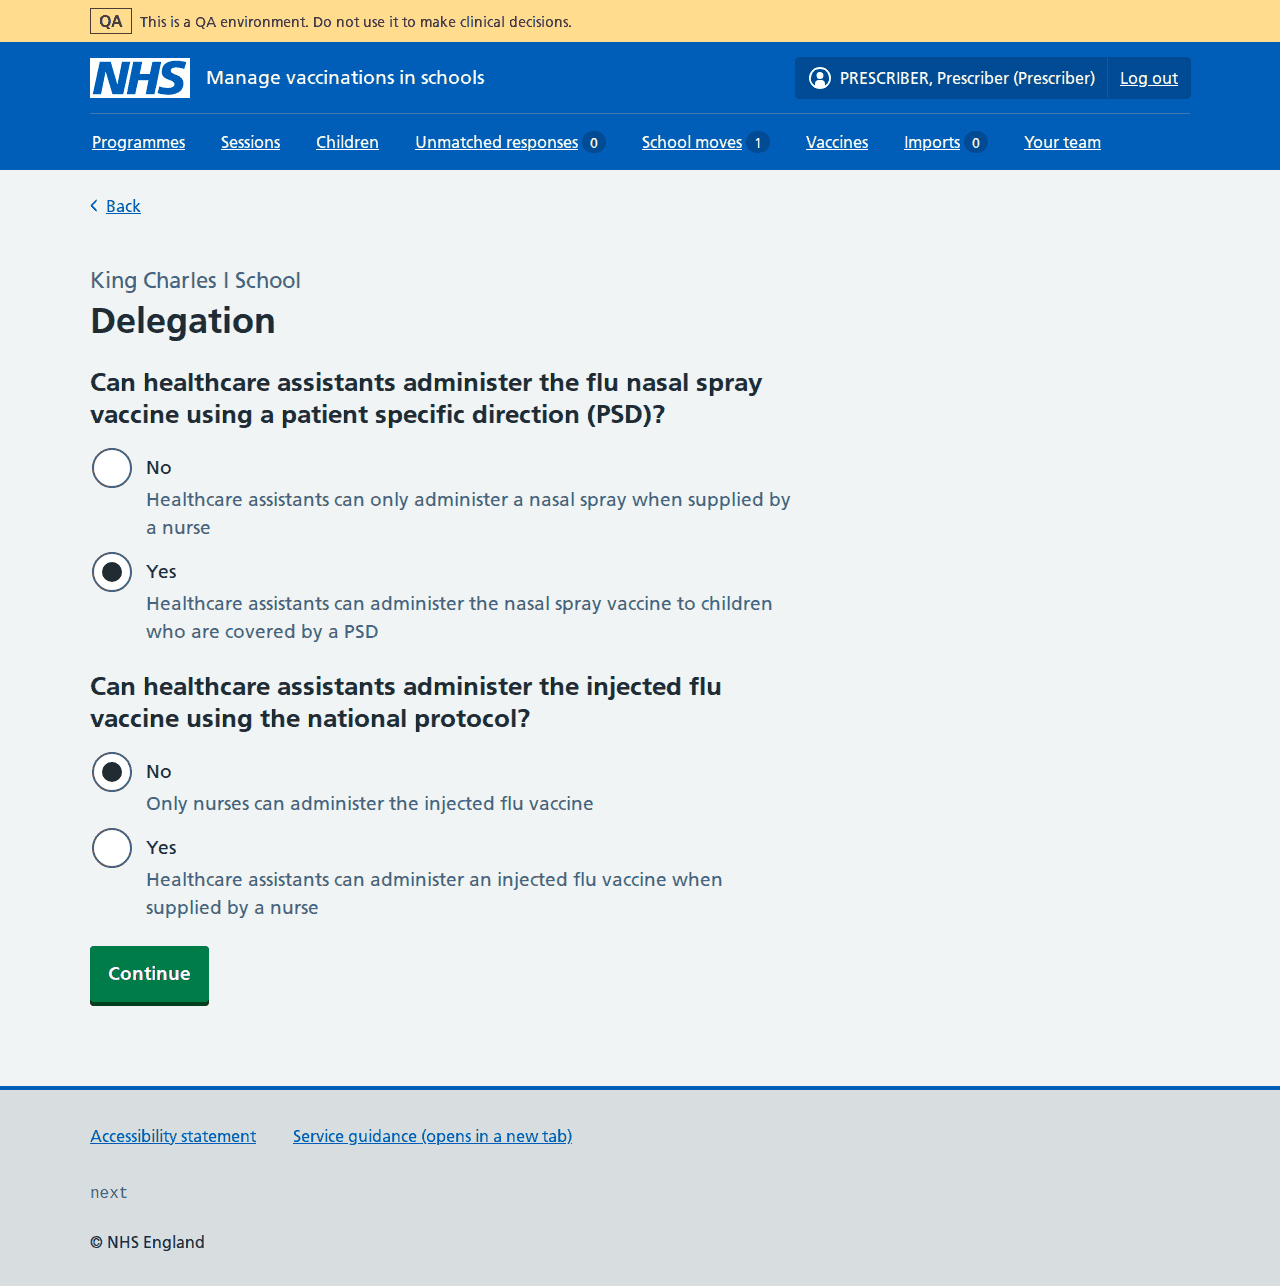 QA This is a QA environment. Do not use it to make clinical decisions.
NHS Manage vaccinations in schools PRESCRIBER, Prescriber (Prescriber) Log out
Programmes Sessions Children Unmatched responses 0 School moves 1 Vaccines Imports 0 Your team
Back
King Charles I School
Delegation
Can healthcare assistants administer the flu nasal spray
vaccine using a patient specific direction (PSD)?
No
Healthcare assistants can only administer a nasal spray when supplied by
a nurse
Yes
Healthcare assistants can administer the nasal spray vaccine to children
who are covered by a PSD
Can healthcare assistants administer the injected flu
vaccine using the national protocol?
No
Only nurses can administer the injected flu vaccine
Yes
Healthcare assistants can administer an injected flu vaccine when
supplied by a nurse
Continue
Accessibility statement Service guidance (opens in a new tab)
next
© NHS England